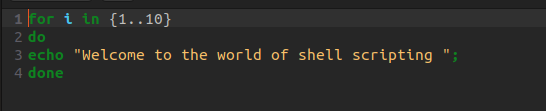 1 for i in {1..10}
2 do
3 echo "Welcome to the world of shell scripting ";
4 done